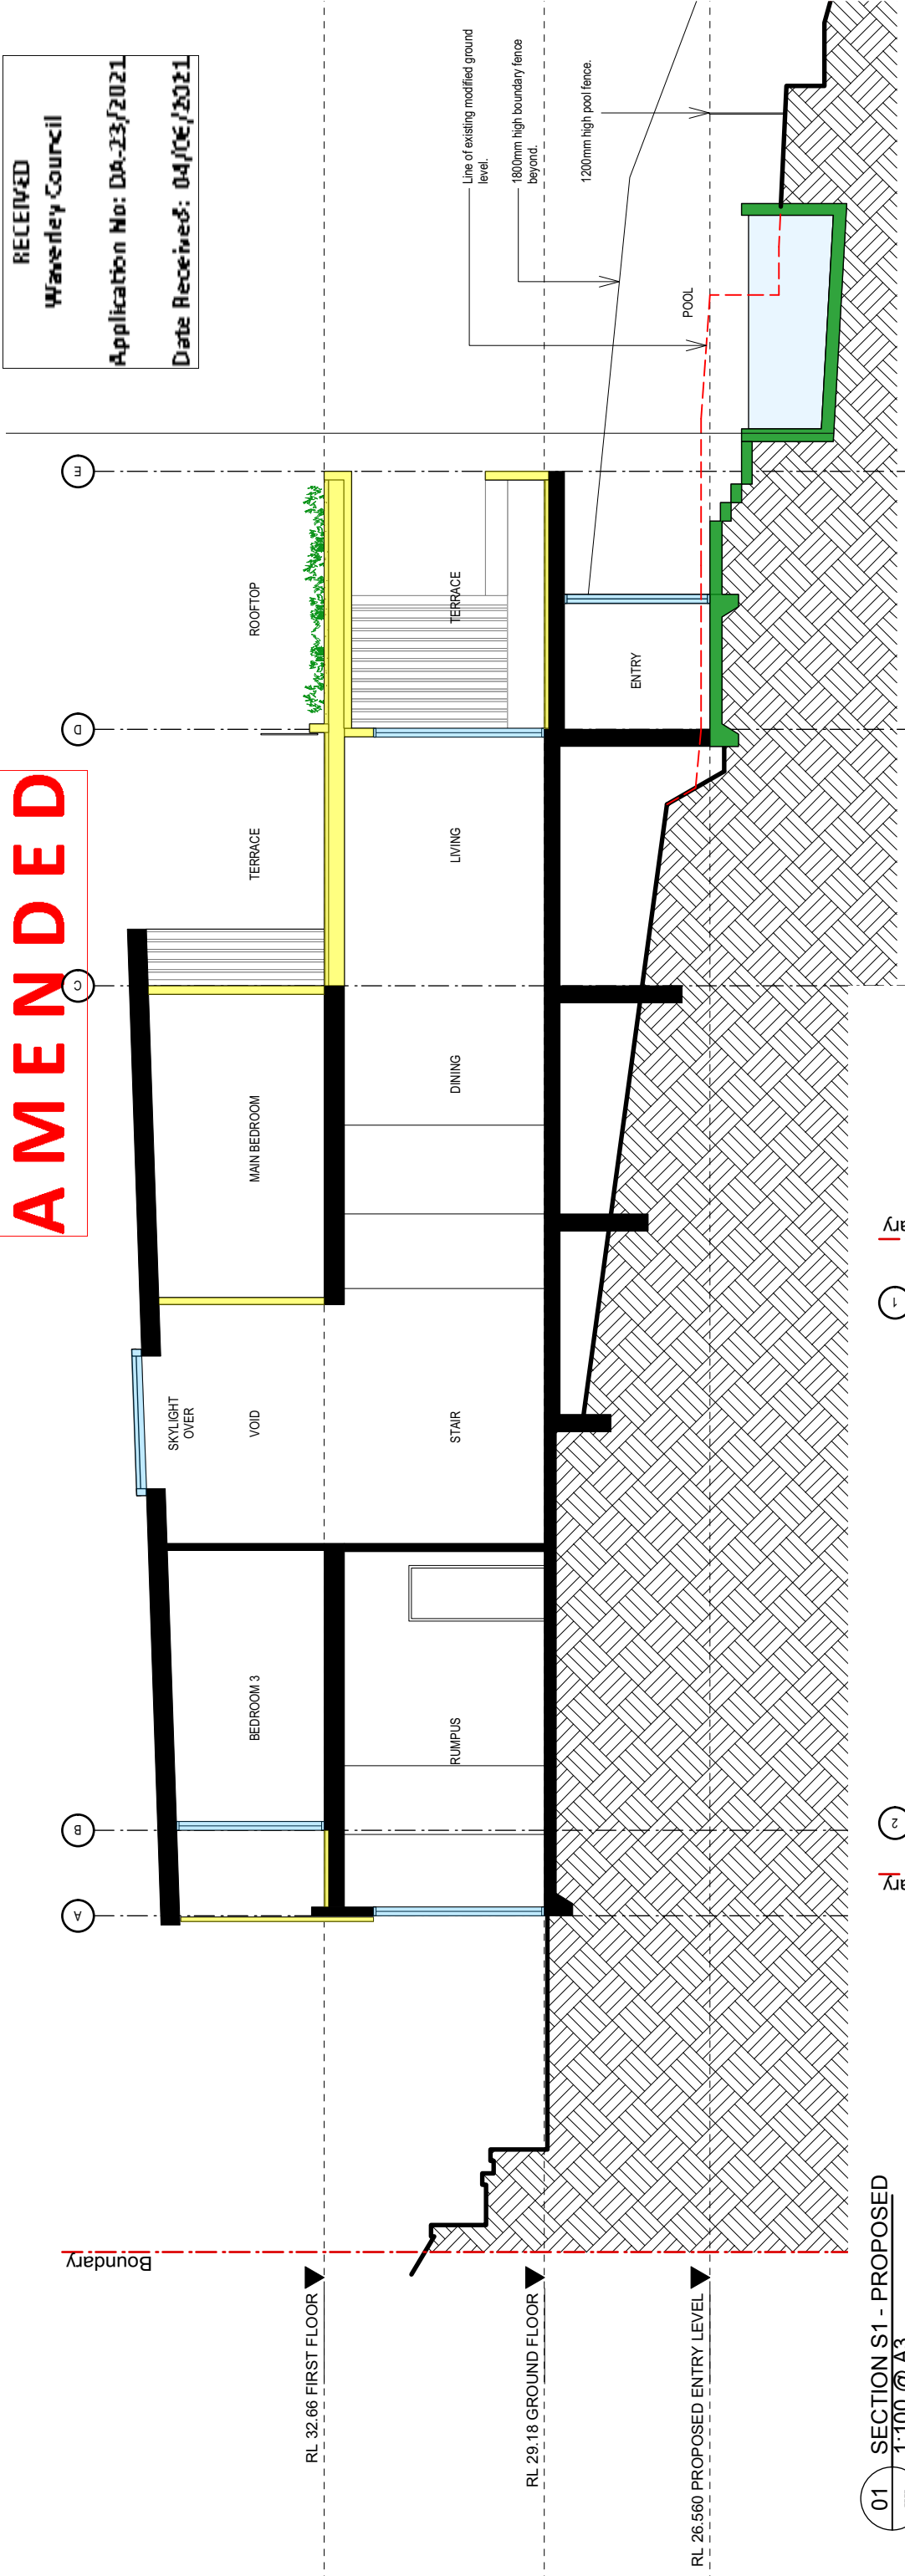 RECEIVED
Waverley Council
Application No: DA-23/2021
Date Received: 04/06/2021
AMENDED
A
B
C
D
E
Boundary
SKYLIGHT
OVER
BEDROOM 3
VOID
MAIN BEDROOM
TERRACE
ROOFTOP
RL 32.66 FIRST FLOOR
RUMPUS
STAIR
DINING
LIVING
TERRACE
Line of existing modified ground
level.
1800mm high boundary fence
beyond.
1200mm high pool fence.
RL 29.18 GROUND FLOOR
ENTRY
POOL
RL 26.560 PROPOSED ENTRY LEVEL
01
SECTION S1 - PROPOSED
1:100 @ A3
2
1